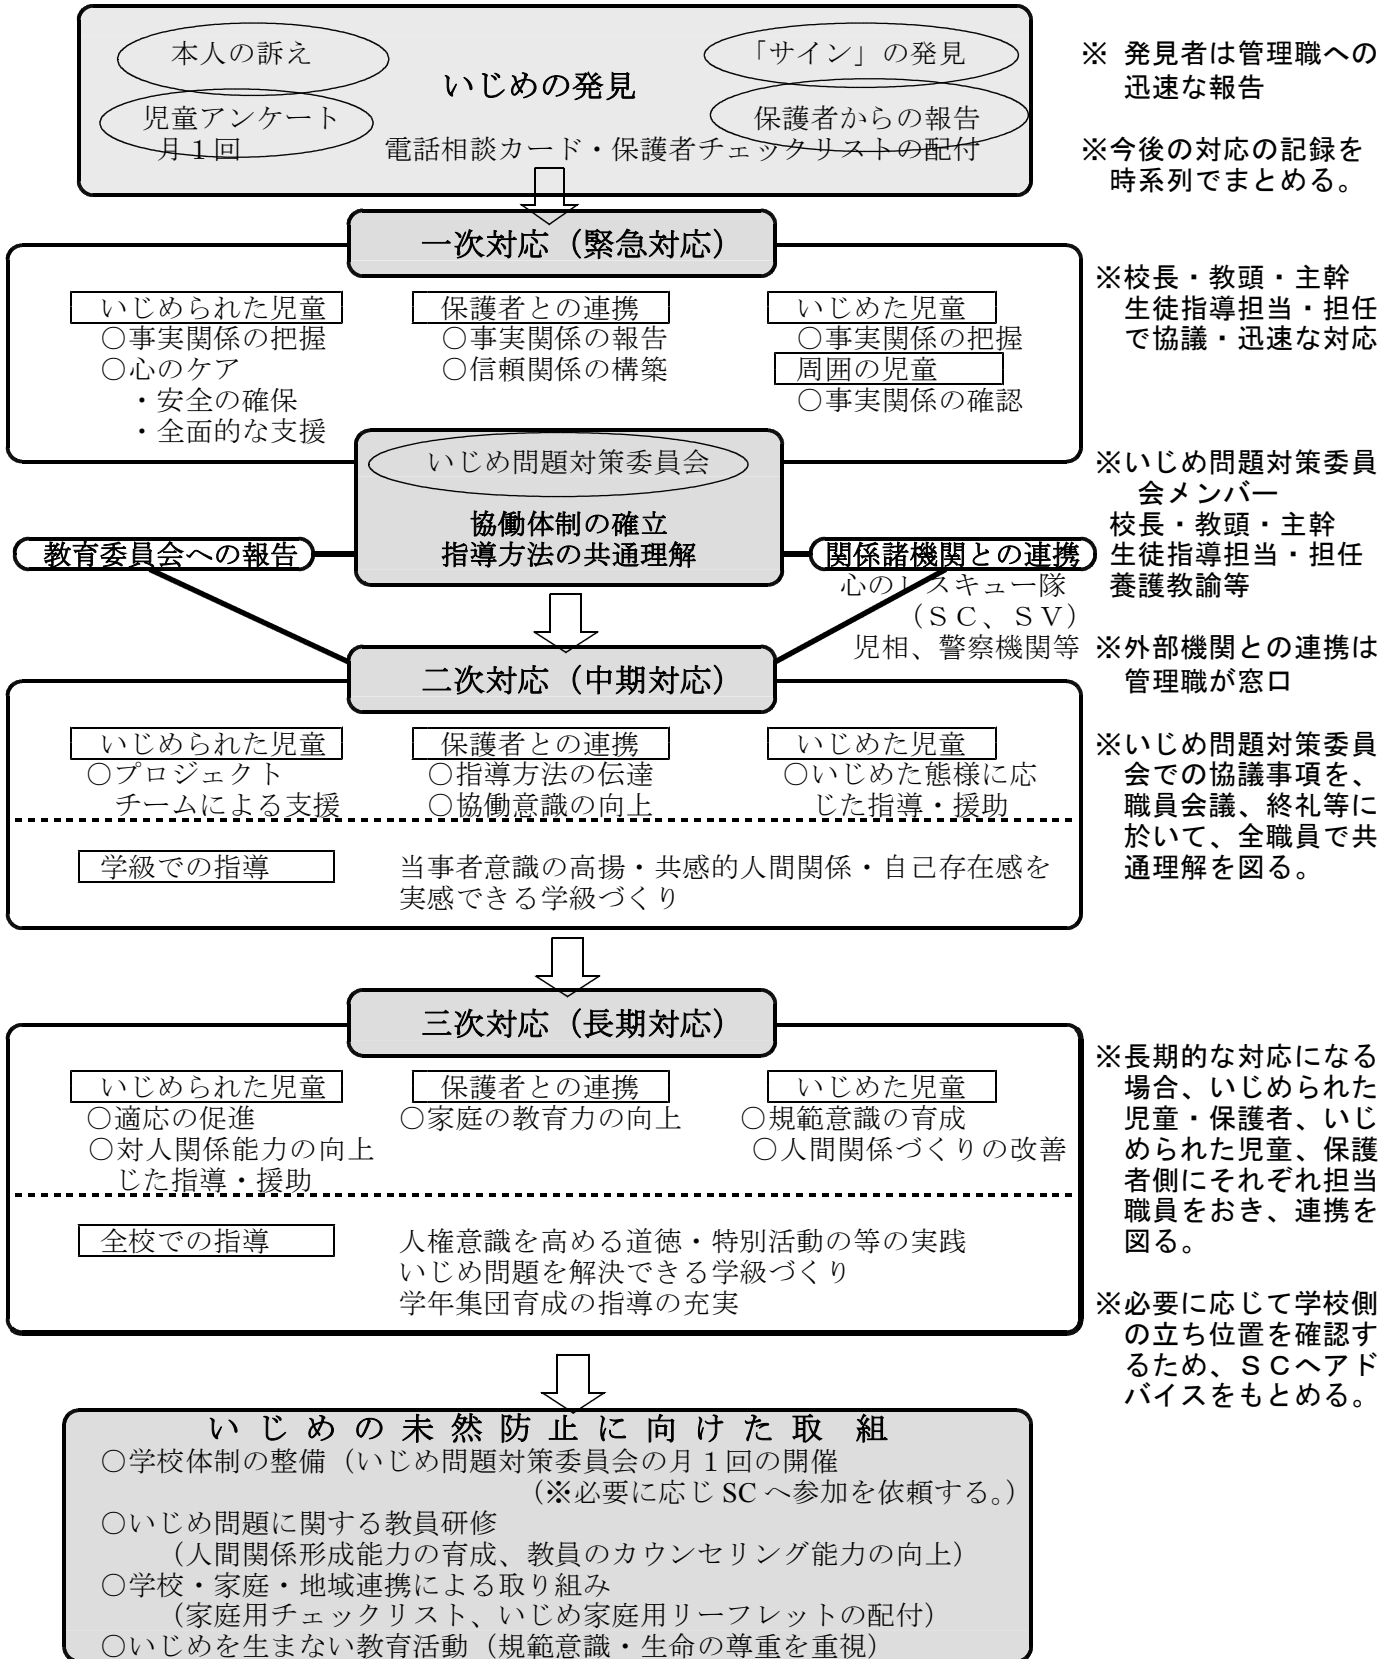 本人の訴え
「サイン」の発見
いじめの発見
児童アンケート
月１回
保護者からの報告
電話相談カード・保護者チェックリストの配付
※ 発見者は管理職への
迅速な報告
※今後の対応の記録を
時系列でまとめる。
一次対応（緊急対応）
いじめられた児童
○事実関係の把握
○心のケア
・安全の確保
・全面的な支援
保護者との連携
○事実関係の報告
○信頼関係の構築
いじめた児童
○事実関係の把握
周囲の児童
○事実関係の確認
※校長・教頭・主幹
生徒指導担当・担任
で協議・迅速な対応
いじめ問題対策委員会
協働体制の確立
指導方法の共通理解
教育委員会への報告
関係諸機関との連携
心のレスキュー隊
（ＳＣ、ＳＶ）
児相、警察機関等
※いじめ問題対策委員
会メンバー
校長・教頭・主幹
生徒指導担当・担任
養護教諭等
※外部機関との連携は
管理職が窓口
二次対応（中期対応）
いじめられた児童
○プロジェクト
チームによる支援
保護者との連携
○指導方法の伝達
○協働意識の向上
いじめた児童
○いじめた態様に応
じた指導・援助
学級での指導
当事者意識の高揚・共感的人間関係・自己存在感を
実感できる学級づくり
※いじめ問題対策委員
会での協議事項を、
職員会議、終礼等に
於いて、全職員で共
通理解を図る。
三次対応（長期対応）
いじめられた児童
○適応の促進
○対人関係能力の向上
じた指導・援助
保護者との連携
○家庭の教育力の向上
いじめた児童
○規範意識の育成
○人間関係づくりの改善
全校での指導
人権意識を高める道徳・特別活動の等の実践
いじめ問題を解決できる学級づくり
学年集団育成の指導の充実
※長期的な対応になる
場合、いじめられた
児童・保護者、いじ
められた児童、保護
者側にそれぞれ担当
職員をおき、連携を
図る。
※必要に応じて学校側
の立ち位置を確認す
るため、ＳＣへアド
バイスをもとめる。
いじめの未然防止に向けた取 組
○学校体制の整備（いじめ問題対策委員会の月１回の開催
（※必要に応じ SC へ参加を依頼する。）
○いじめ問題に関する教員研修
（人間関係形成能力の育成、教員のカウンセリング能力の向上）
○学校・家庭・地域連携による取り組み
（家庭用チェックリスト、いじめ家庭用リーフレットの配付）
○いじめを生まない教育活動（規範意識・生命の尊重を重視）